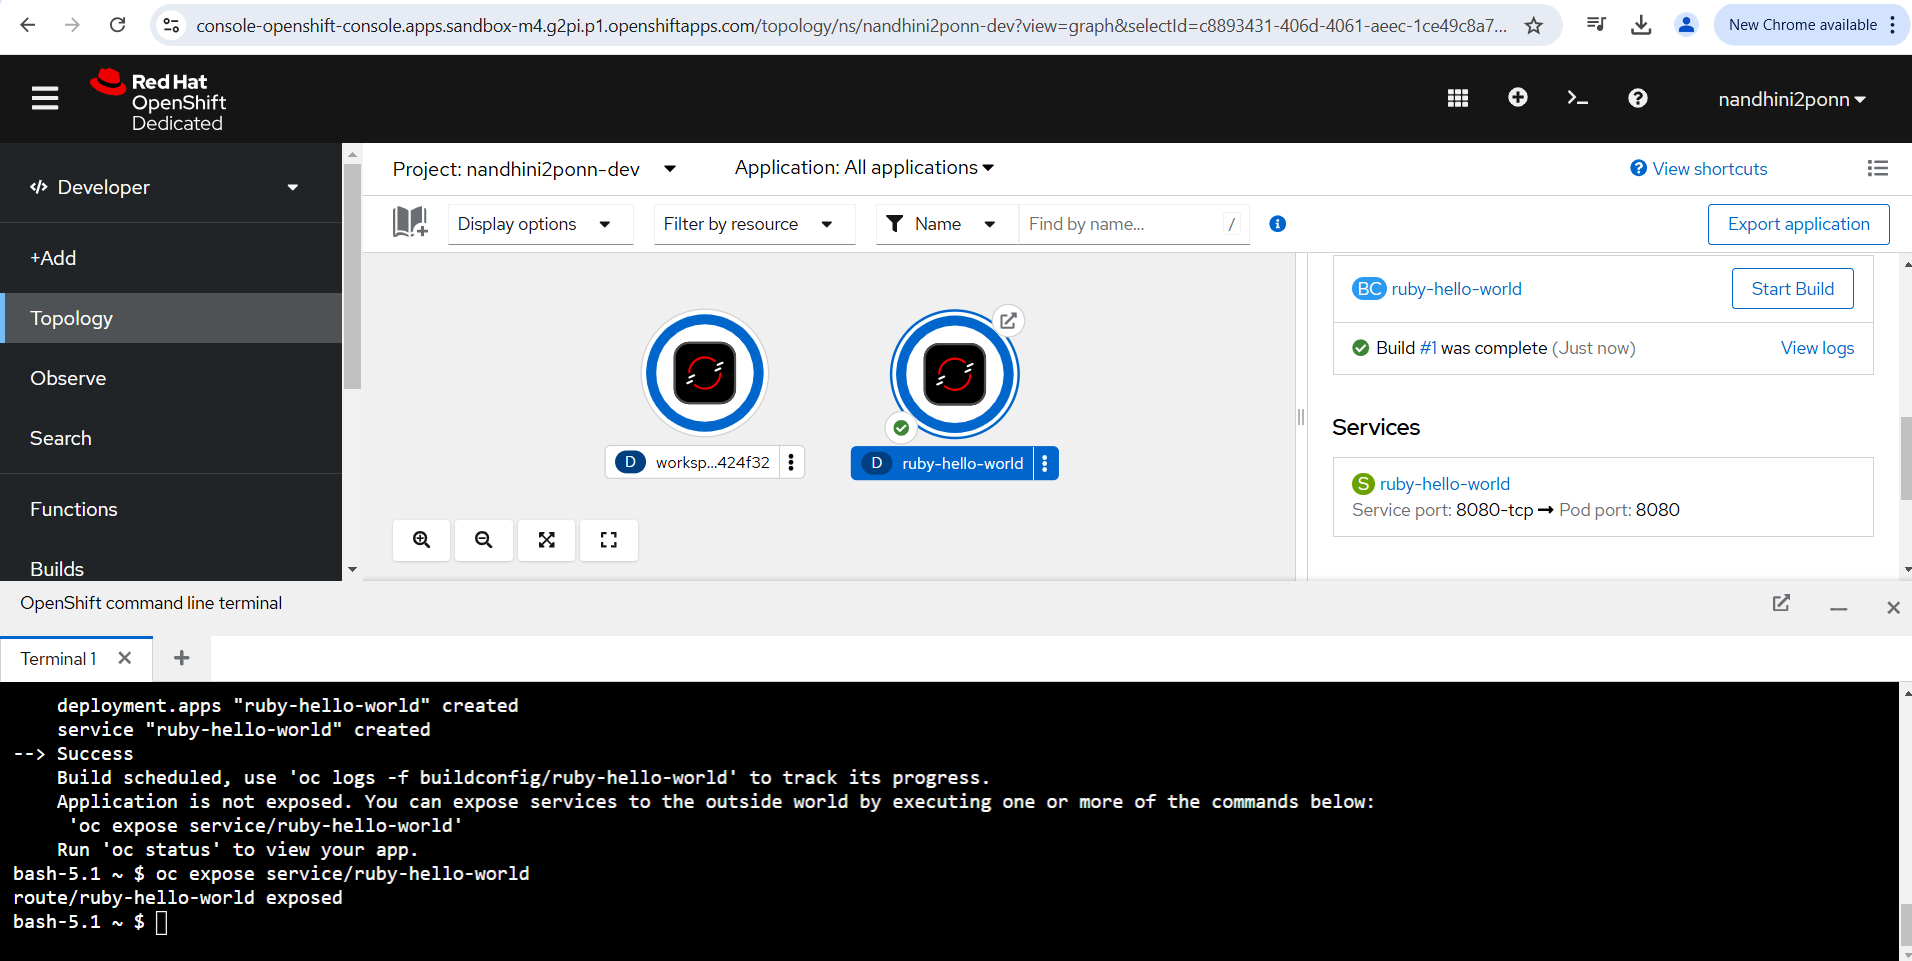 console-openshift-console.apps.sandbox-m4.g2pi.p1.openshiftapps.com/topology/ns/nandhini2ponn-dev?view=graph&selectId=c8893431-406d-4061-aeec-1ce49c8a7...
New Chrome available
Red Hat
OpenShift
Dedicated
nandhini2ponn
Developer
+Add
Topology
Observe
Search
Functions
Builds
Project: nandhini2ponn-dev
Application: All applications
View shortcuts
Display options
Filter by resource
Name
Find by name...
/
Export application
D worksp...424f32
D ruby-hello-world
BC ruby-hello-world
Start Build
Build #1 was complete (Just now)
View logs
Services
S ruby-hello-world
Service port: 8080-tcp → Pod port: 8080
OpenShift command line terminal
Terminal 1
deployment.apps "ruby-hello-world" created
service "ruby-hello-world" created
--> Success
Build scheduled, use 'oc logs -f buildconfig/ruby-hello-world' to track its progress.
Application is not exposed. You can expose services to the outside world by executing one or more of the commands below:
'oc expose service/ruby-hello-world'
Run 'oc status' to view your app.
bash-5.1 ~ $ oc expose service/ruby-hello-world
route/ruby-hello-world exposed
bash-5.1 ~ $